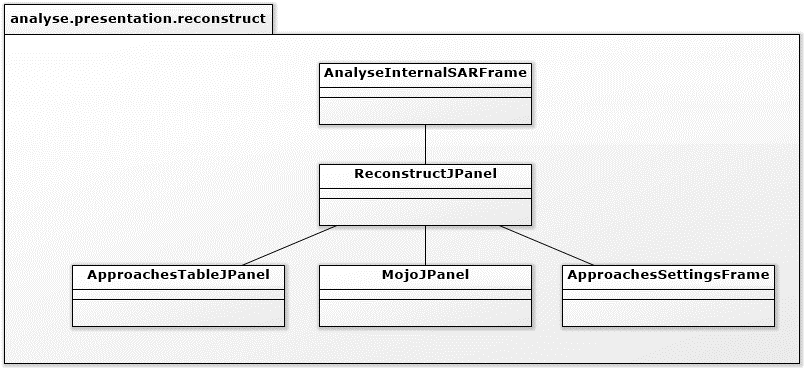 analyse.presentation.reconstruct
AnalyseInternalSARFrame
ReconstructJPanel
ApproachesTableJPanel
MojoJPanel
ApproachesSettingsFrame